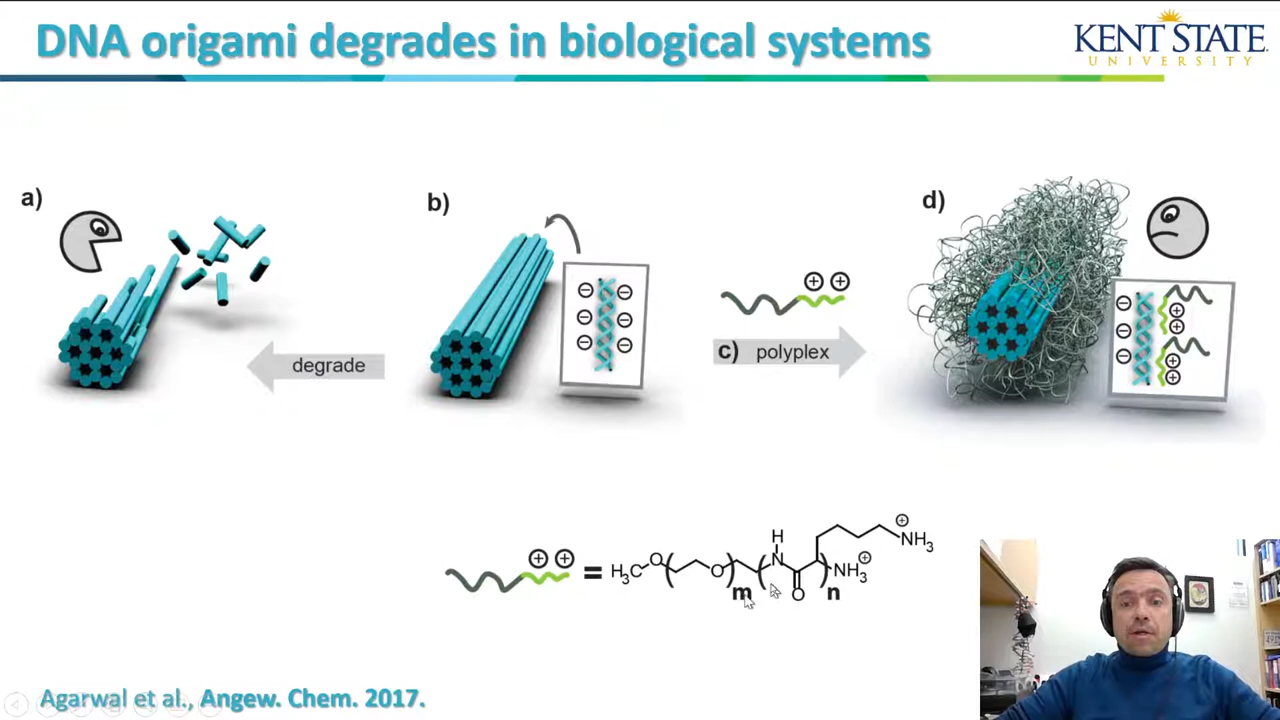 DNA origami degrades in biological systems
KENT STATE
UNIVERSITY
a)
b)
d)
degrade
c) polyplex
=
H₃C
O
O
m
H
N
O
n
NH₃
NH₃
Agarwal et al., Angew. Chem. 2017.